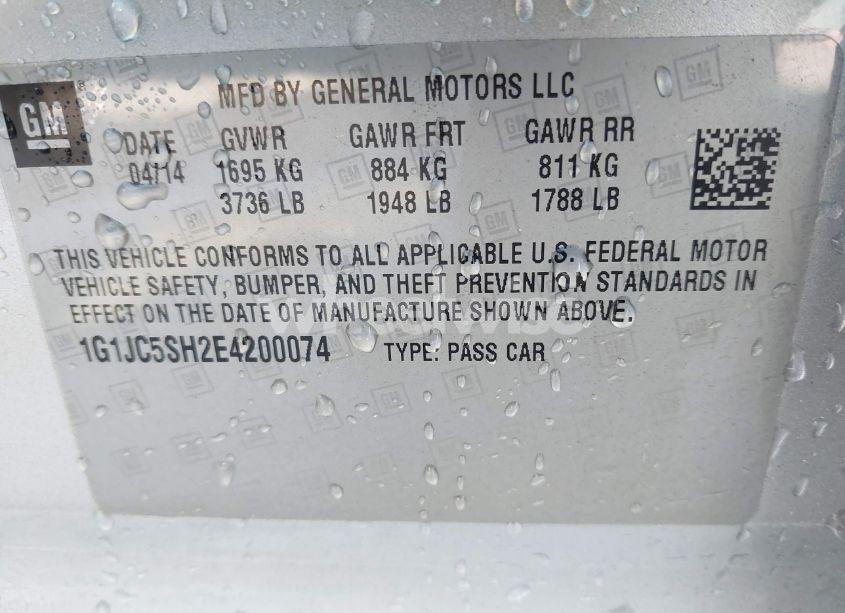 GM
MFD BY GENERAL MOTORS LLC
DATE GVWR GAWR FRT GAWR RR
04/14 1695 KG 884 KG 811 KG
3736 LB 1948 LB 1788 LB
THIS VEHICLE CONFORMS TO ALL APPLICABLE U.S. FEDERAL MOTOR
VEHICLE SAFETY, BUMPER, AND THEFT PREVENTION STANDARDS IN
EFFECT ON THE DATE OF MANUFACTURE SHOWN ABOVE.
1G1JC5SH2E4200074 TYPE: PASS CAR